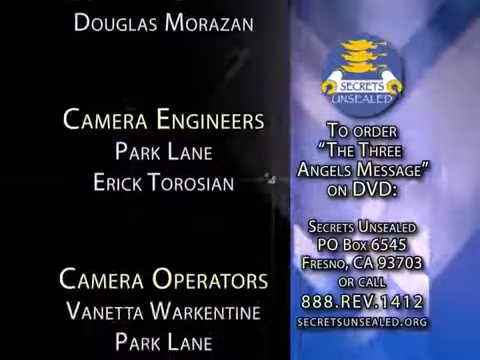 Douglas Morazan
Camera Engineers
Park Lane
Erick Torosian
Camera Operators
Vanetta Warkentine
Park Lane
SECRETS
UNSEALED
To order
“The Three
Angels Message”
on DVD:
Secrets Unsealed
PO Box 6545
Fresno, CA 93703
or call
888.REV.1412
secretsunsealed.org